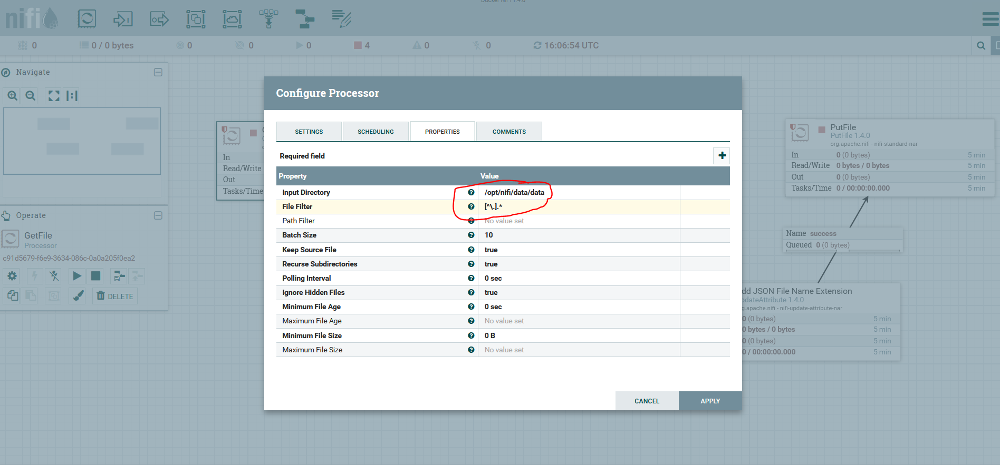 Docker NiFi 1.4.0
nifi
0
0 / 0 bytes
0
0
0
4
0
0
16:06:54 UTC
Navigate
Operate
GetFile
Processor
c91d5679-f6e9-3634-086c-0a0a205f0ea2
DELETE
In
Read/Write
Out
Tasks/Time
Configure Processor
SETTINGS
SCHEDULING
PROPERTIES
COMMENTS
Required field
Property Value
Input Directory /opt/nifi/data/data
File Filter [^\.].*
Path Filter No value set
Batch Size 10
Keep Source File true
Recurse Subdirectories true
Polling Interval 0 sec
Ignore Hidden Files true
Minimum File Age 0 sec
Maximum File Age No value set
Minimum File Size 0 B
Maximum File Size No value set
CANCEL
APPLY
PutFile
PutFile 1.4.0
org.apache.nifi - nifi-standard-nar
In 0 (0 bytes) 5 min
Read/Write 0 bytes / 0 bytes 5 min
Out 0 (0 bytes) 5 min
Tasks/Time 0 / 00:00:00.000 5 min
Name success
Queued 0 (0 bytes)
dd JSON File Name Extension
pdateAttribute 1.4.0
g.apache.nifi - nifi-update-attribute-nar
0 (0 bytes) 5 min
0 bytes / 0 bytes 5 min
0 (0 bytes) 5 min
0 / 00:00:00.000 5 min